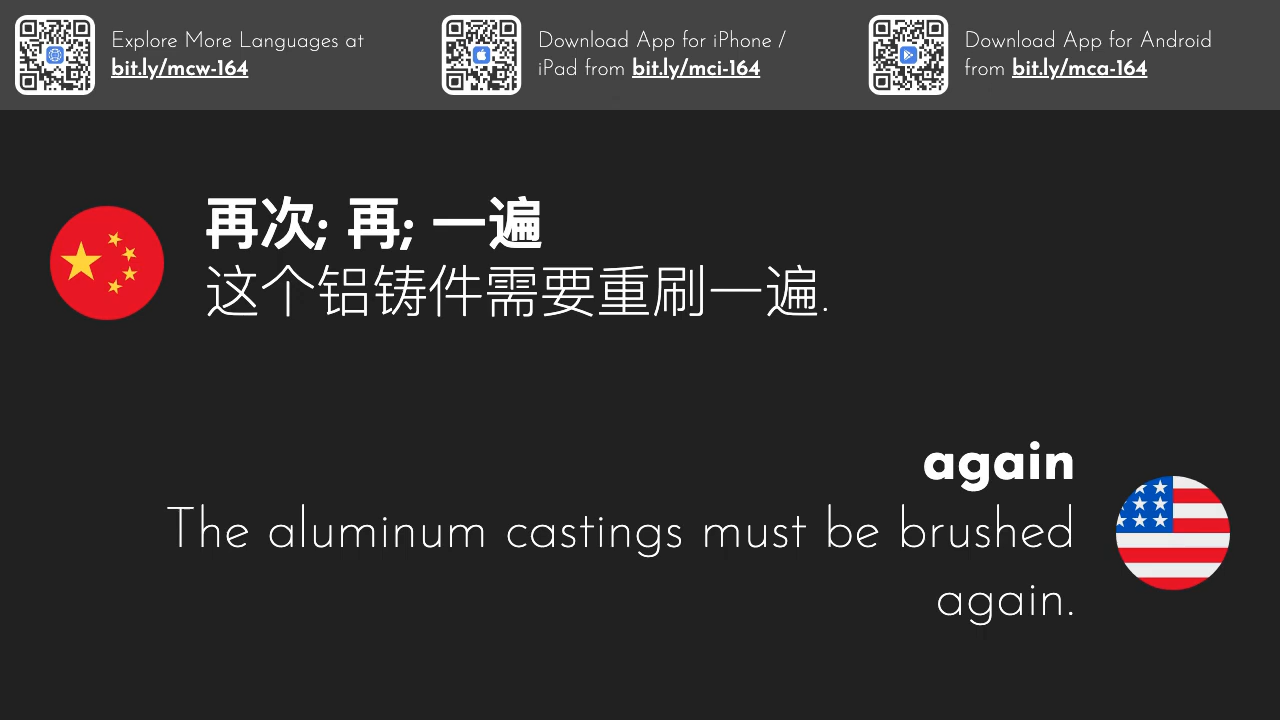 Explore More Languages at
bit.ly/mcw-164
Download App for iPhone /
iPad from bit.ly/mci-164
Download App for Android
from bit.ly/mca-164
再次; 再; 一遍
这个铝铸件需要重刷一遍.
again
The aluminum castings must be brushed
again.